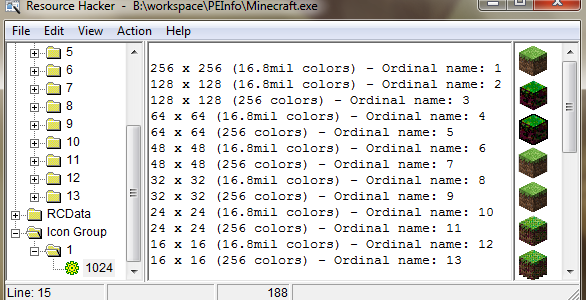 Resource Hacker - B:\workspace\PEInfo\Minecraft.exe
File Edit View Action Help
5
6
7
8
9
10
11
12
13
RCData
Icon Group
1
1024
256 x 256 (16.8mil colors) - Ordinal name: 1
128 x 128 (16.8mil colors) - Ordinal name: 2
128 x 128 (256 colors) - Ordinal name: 3
64 x 64 (16.8mil colors) - Ordinal name: 4
64 x 64 (256 colors) - Ordinal name: 5
48 x 48 (16.8mil colors) - Ordinal name: 6
48 x 48 (256 colors) - Ordinal name: 7
32 x 32 (16.8mil colors) - Ordinal name: 8
32 x 32 (256 colors) - Ordinal name: 9
24 x 24 (16.8mil colors) - Ordinal name: 10
24 x 24 (256 colors) - Ordinal name: 11
16 x 16 (16.8mil colors) - Ordinal name: 12
16 x 16 (256 colors) - Ordinal name: 13
Line: 15 188